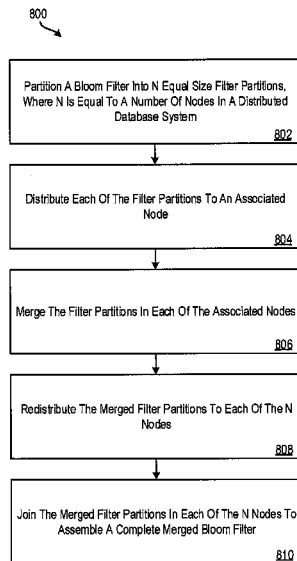 800
Partition A Bloom Filter Into N Equal Size Filter Partitions,
Where N Is Equal To A Number Of Nodes In A Distributed
Database System
802
Distribute Each Of The Filter Partitions To An Associated
Node
804
Merge The Filter Partitions In Each Of The Associated Nodes
806
Redistribute The Merged Filter Partitions To Each Of The N
Nodes
808
Join The Merged Filter Partitions In Each Of The N Nodes To
Assemble A Complete Merged Bloom Filter
810